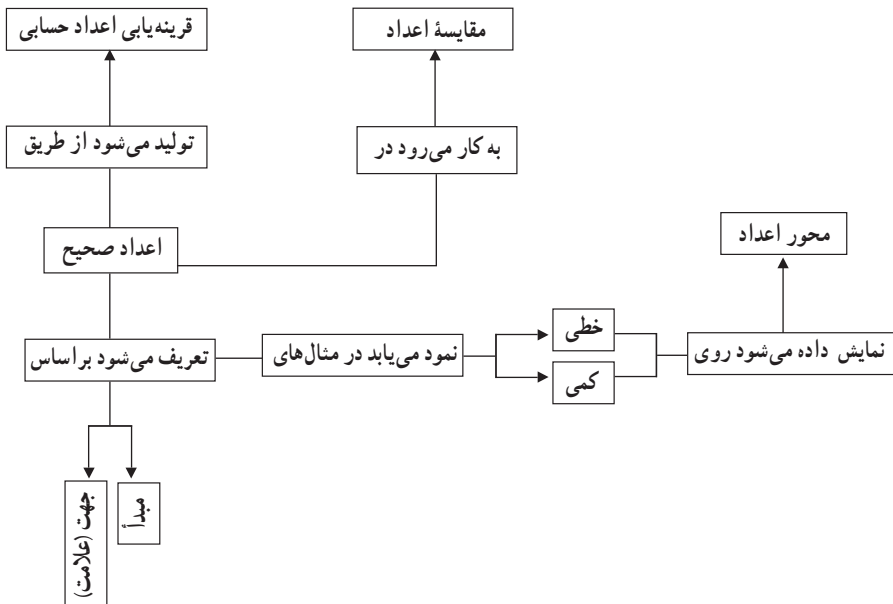 مقایسهٔ اعداد
قرینه‌یابی اعداد حسابی
به کار می‌رود در
تولید می‌شود از طریق
محور اعداد
اعداد صحیح
نمایش داده می‌شود روی
خطی
کمی
نمود می‌یابد در مثال‌های
تعریف می‌شود براساس
مبدأ
جهت (علامت)